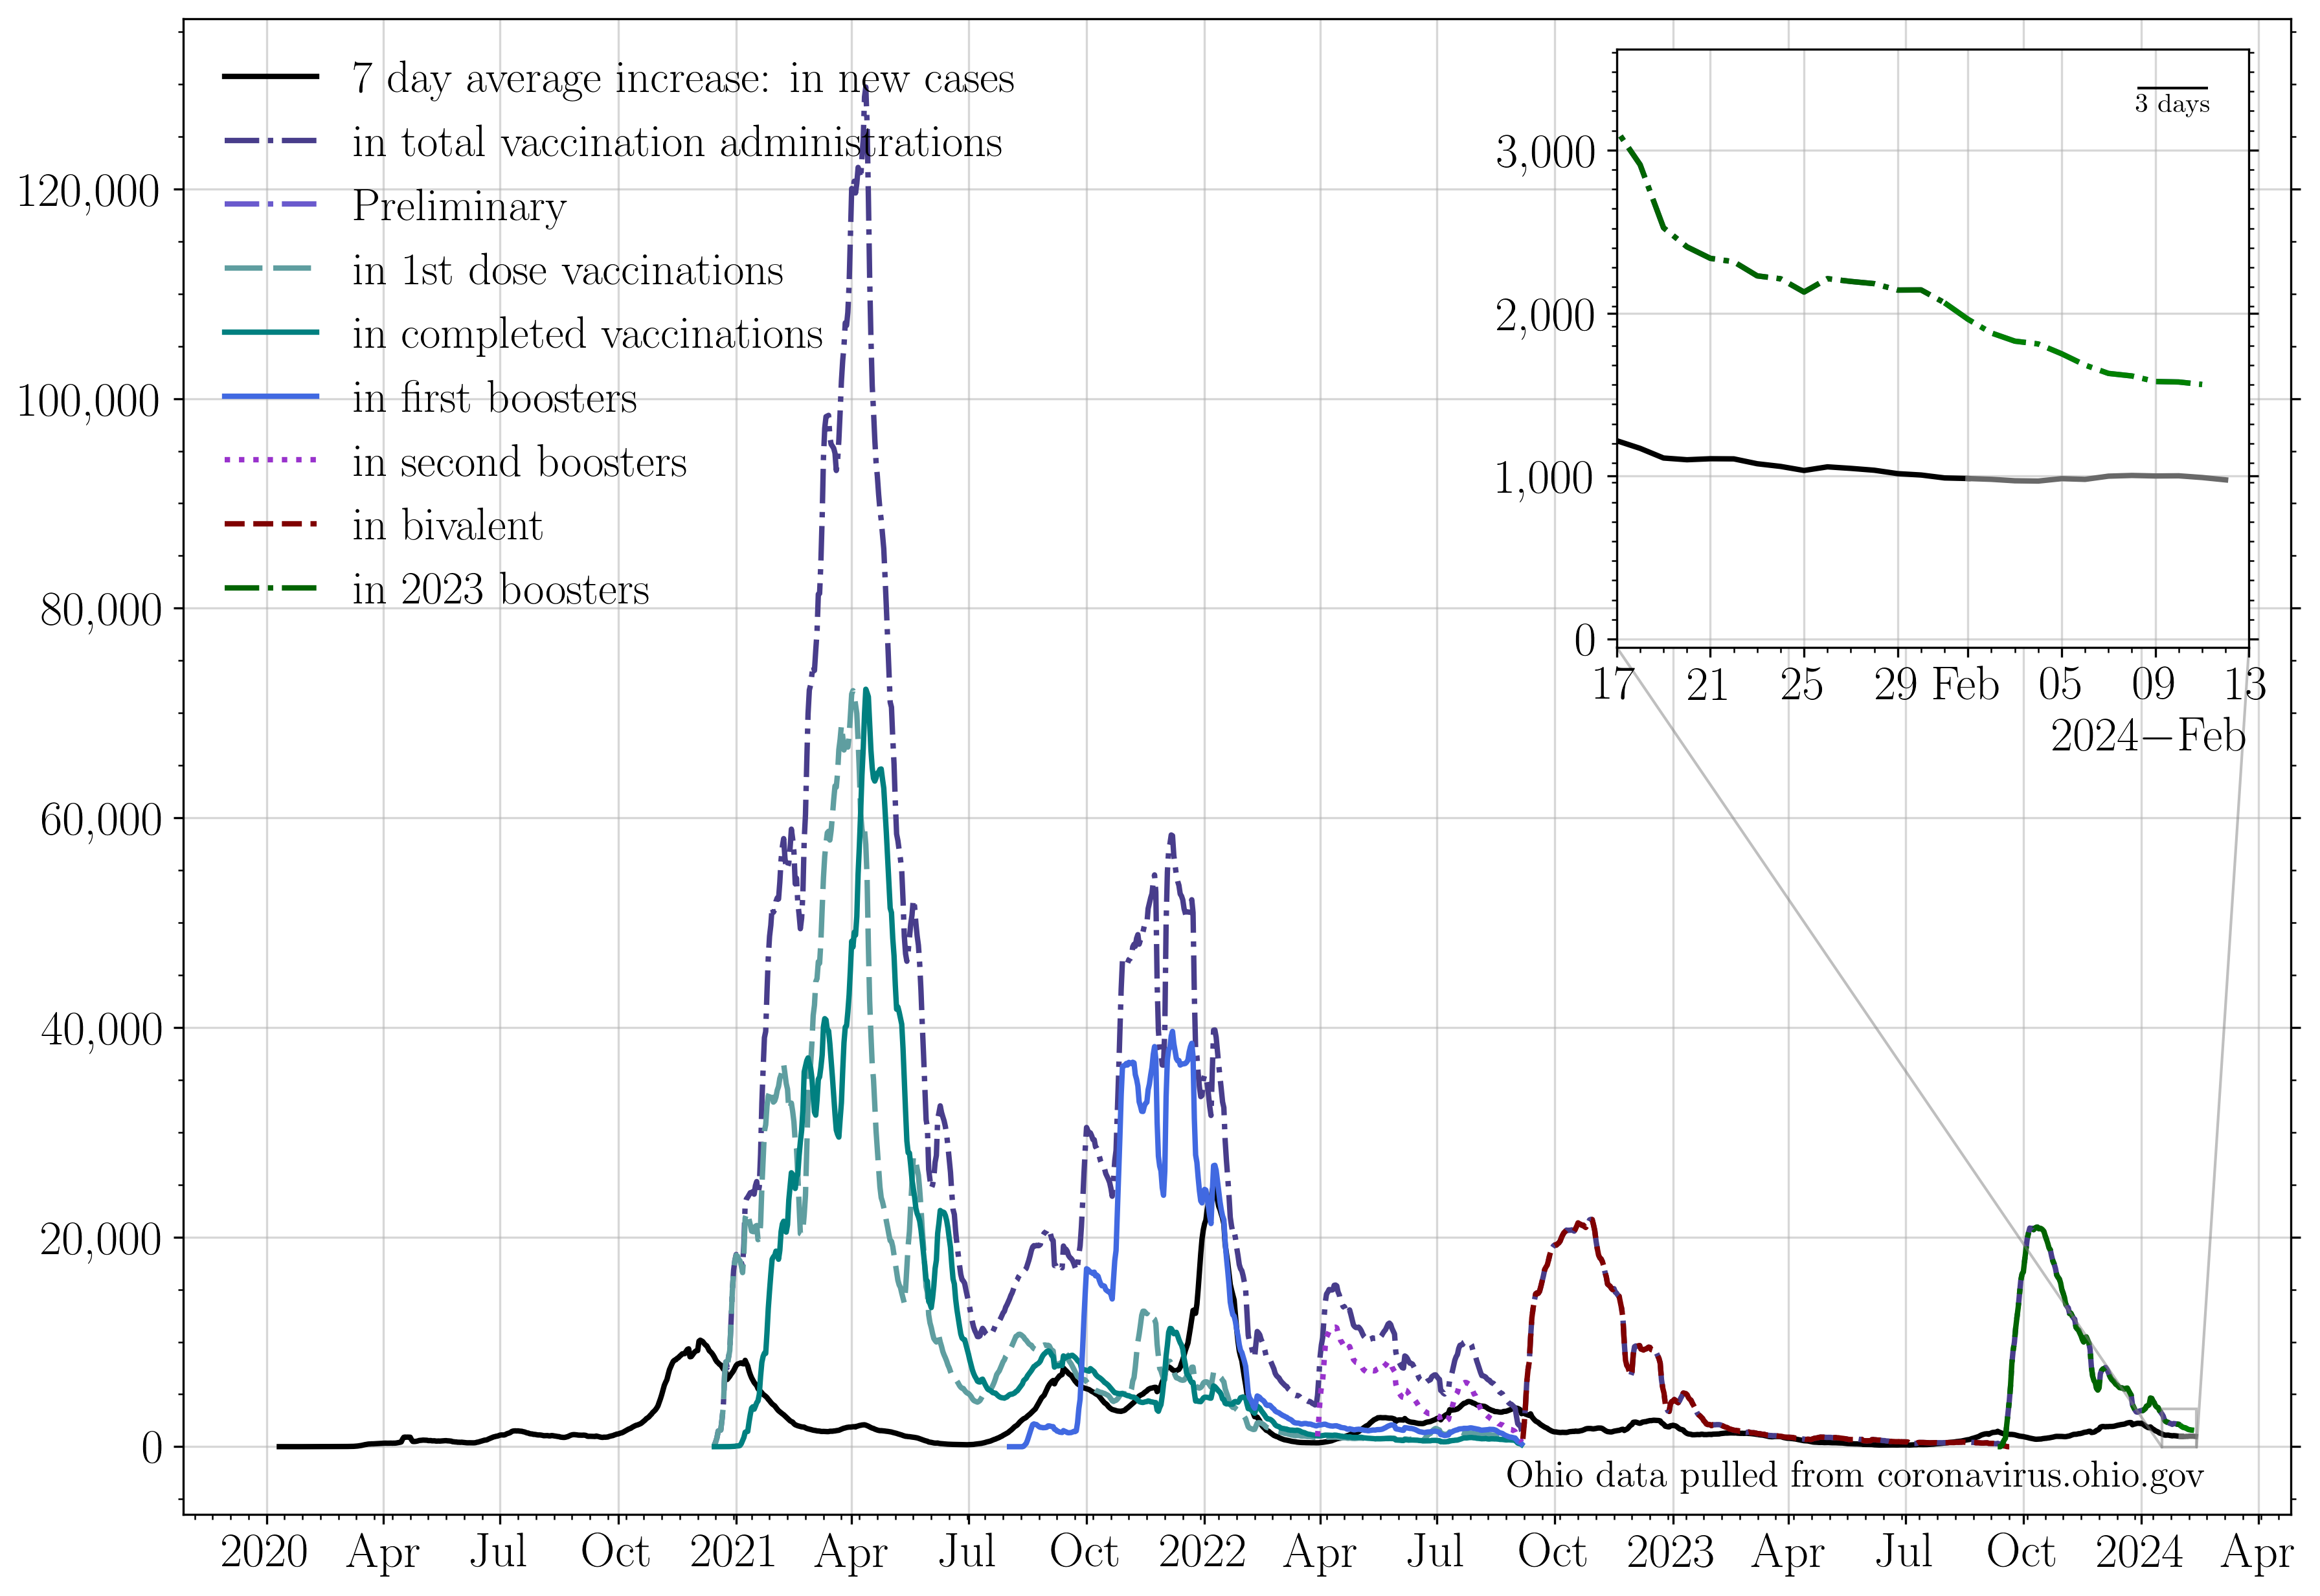 7 day average increase: in new cases
in total vaccination administrations
Preliminary
in 1st dose vaccinations
in completed vaccinations
in first boosters
in second boosters
in bivalent
in 2023 boosters
120,000
100,000
80,000
60,000
40,000
20,000
0
3 days
3,000
2,000
1,000
0
17 21 25 29 Feb 05 09 13
2024–Feb
Ohio data pulled from coronavirus.ohio.gov
2020 Apr Jul Oct 2021 Apr Jul Oct 2022 Apr Jul Oct 2023 Apr Jul Oct 2024 Apr